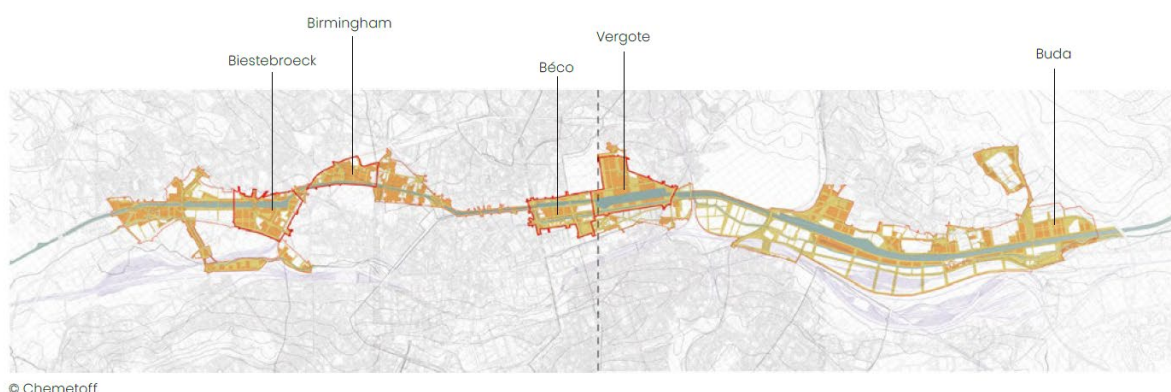 Birmingham
Vergote
Biestebroeck
Béco
Buda
© Chemetoff